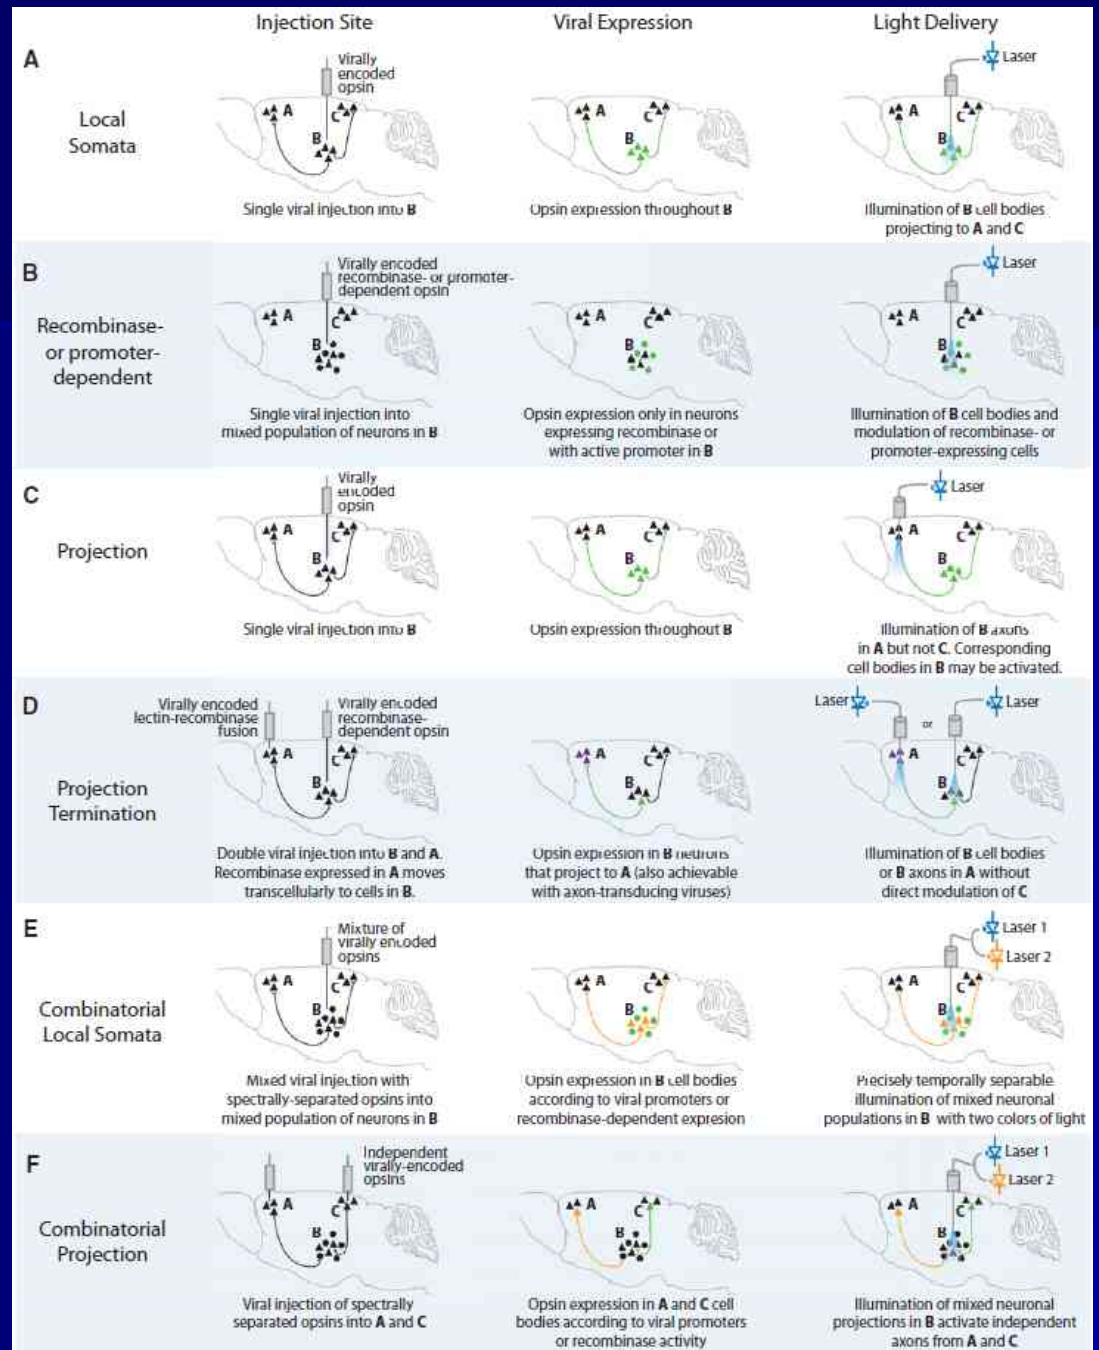 Injection Site
Viral Expression
Light Delivery
A
Local
Somata
Virally
encoded
opsin
A
C
B
Single viral injection into B
A
C
B
Opsin expression throughout B
Laser
A
C
B
Illumination of B cell bodies
projecting to A and C
B
Recombinase-
or promoter-
dependent
Virally encoded
recombinase- or promoter-
dependent opsin
A
C
B
Single viral injection into
mixed population of neurons in B
A
C
B
Opsin expression only in neurons
expressing recombinase or
with active promoter in B
Laser
A
C
B
Illumination of B cell bodies and
modulation of recombinase- or
promoter-expressing cells
C
Projection
Virally
encoded
opsin
A
C
B
Single viral injection into B
A
C
B
Opsin expression throughout B
Laser
A
C
B
Illumination of B axons
in A but not C. Corresponding
cell bodies in B may be activated.
D
Projection
Termination
Virally encoded
lectin-recombinase
fusion
Virally encoded
recombinase-
dependent opsin
A
C
B
Double viral injection into B and A.
Recombinase expressed in A moves
transcellularly to cells in B.
A
C
B
Opsin expression in B neurons
that project to A (also achievable
with axon-transducing viruses)
Laser
or
Laser
A
C
B
Illumination of B cell bodies
or B axons in A without
direct modulation of C
E
Combinatorial
Local Somata
Mixture of
virally encoded
opsins
A
C
B
Mixed viral injection with
spectrally-separated opsins into
mixed population of neurons in B
A
C
B
Opsin expression in B cell bodies
according to viral promoters or
recombinase-dependent expresion
Laser 1
Laser 2
A
C
B
Precisely temporally separable
illumination of mixed neuronal
populations in B with two colors of light
F
Combinatorial
Projection
Independent
virally-encoded
opsins
A
C
B
Viral injection of spectrally
separated opsins into A and C
A
C
B
Opsin expression in A and C cell
bodies according to viral promoters
or recombinase activity
Laser 1
Laser 2
A
C
B
Illumination of mixed neuronal
projections in B activate independent
axons from A and C